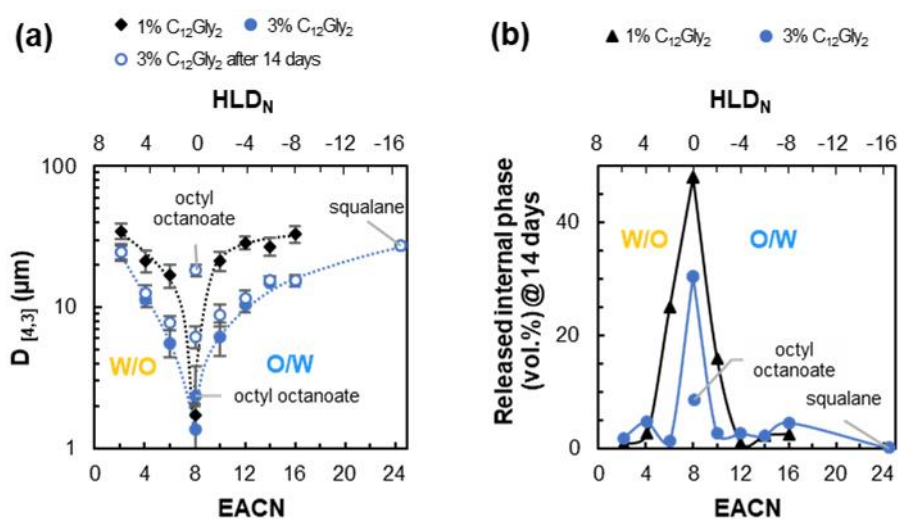 (a)
1% C₁₂Gly₂ 3% C₁₂Gly₂
3% C₁₂Gly₂ after 14 days
HLD_N
8 4 0 -4 -8 -12 -16
100
10
1
D [4,3] (µm)
octyl
octanoate
squalane
W/O O/W
octyl octanoate
0 4 8 12 16 20 24
EACN
(b)
1% C₁₂Gly₂ 3% C₁₂Gly₂
HLD_N
8 4 0 -4 -8 -12 -16
Released internal phase
(vol.%) @ 14 days
40
20
0
W/O O/W
octyl
octanoate
squalane
0 4 8 12 16 20 24
EACN